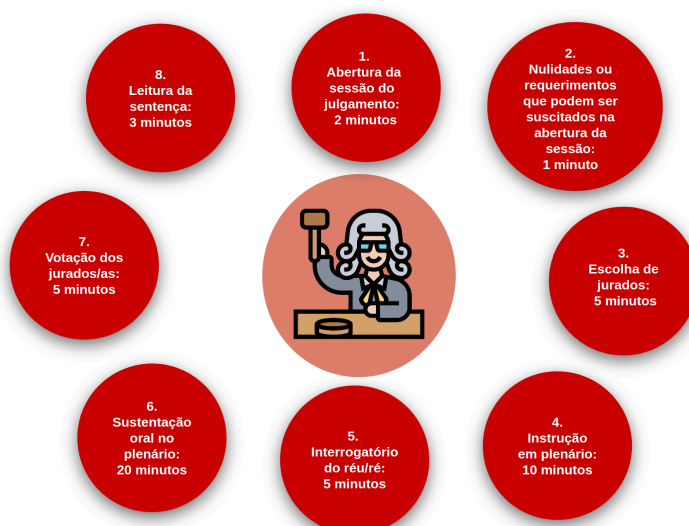 1.
Abertura da
sessão do
julgamento:
2 minutos
2.
Nulidades ou
requerimentos
que podem ser
suscitados na
abertura da
sessão:
1 minuto
3.
Escolha de
jurados:
5 minutos
4.
Instrução
em plenário:
10 minutos
5.
Interrogatório
do réu/ré:
5 minutos
6.
Sustentação
oral no
plenário:
20 minutos
7.
Votação dos
jurados/as:
5 minutos
8.
Leitura da
sentença:
3 minutos